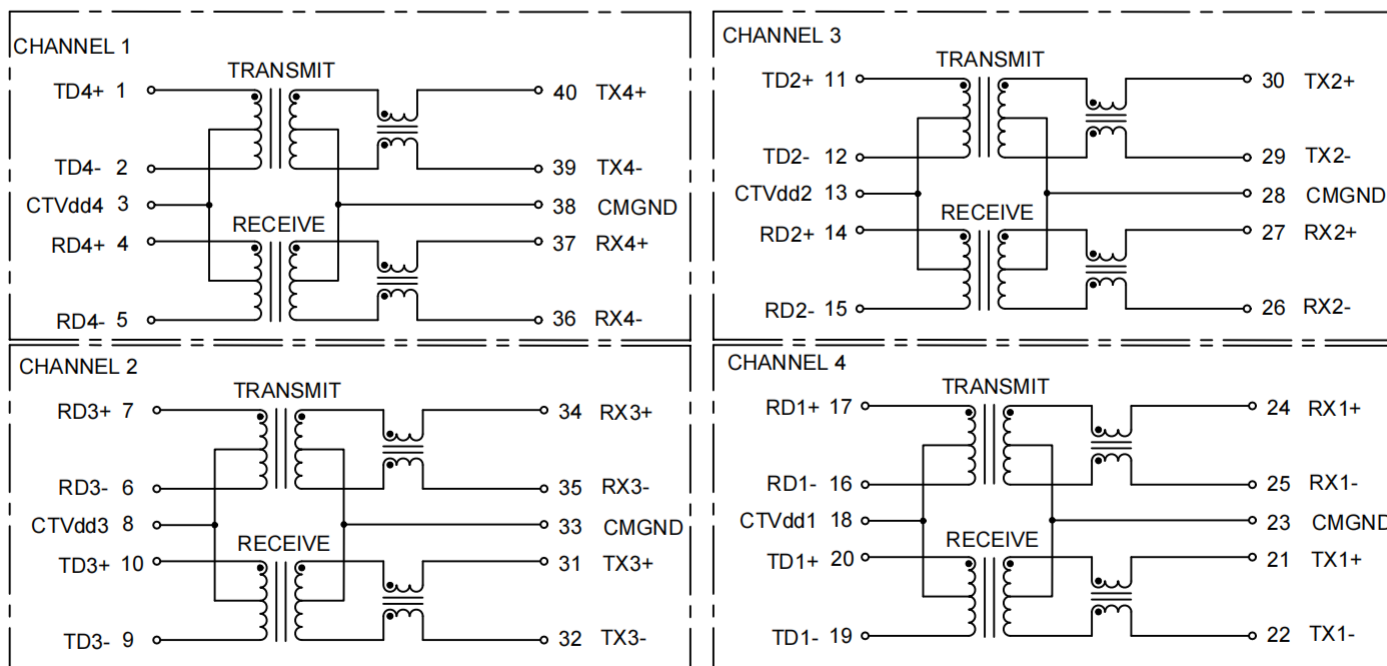 CHANNEL 1
TRANSMIT
TD4+ 1
40 TX4+
TD4- 2
39 TX4-
CTVdd4 3
38 CMGND
RECEIVE
RD4+ 4
37 RX4+
RD4- 5
36 RX4-
CHANNEL 2
TRANSMIT
RD3+ 7
34 RX3+
RD3- 6
35 RX3-
CTVdd3 8
33 CMGND
RECEIVE
TD3+ 10
31 TX3+
TD3- 9
32 TX3-
CHANNEL 3
TRANSMIT
TD2+ 11
30 TX2+
TD2- 12
29 TX2-
CTVdd2 13
28 CMGND
RECEIVE
RD2+ 14
27 RX2+
RD2- 15
26 RX2-
CHANNEL 4
TRANSMIT
RD1+ 17
24 RX1+
RD1- 16
25 RX1-
CTVdd1 18
23 CMGND
RECEIVE
TD1+ 20
21 TX1+
TD1- 19
22 TX1-